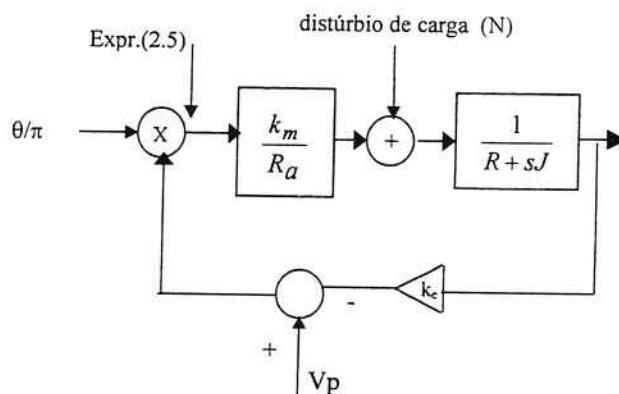 distúrbio de carga (N)
Expr.(2.5)
θ/π
X
k_m
R_a
+
1
R + sJ
k_e
-
+
Vp